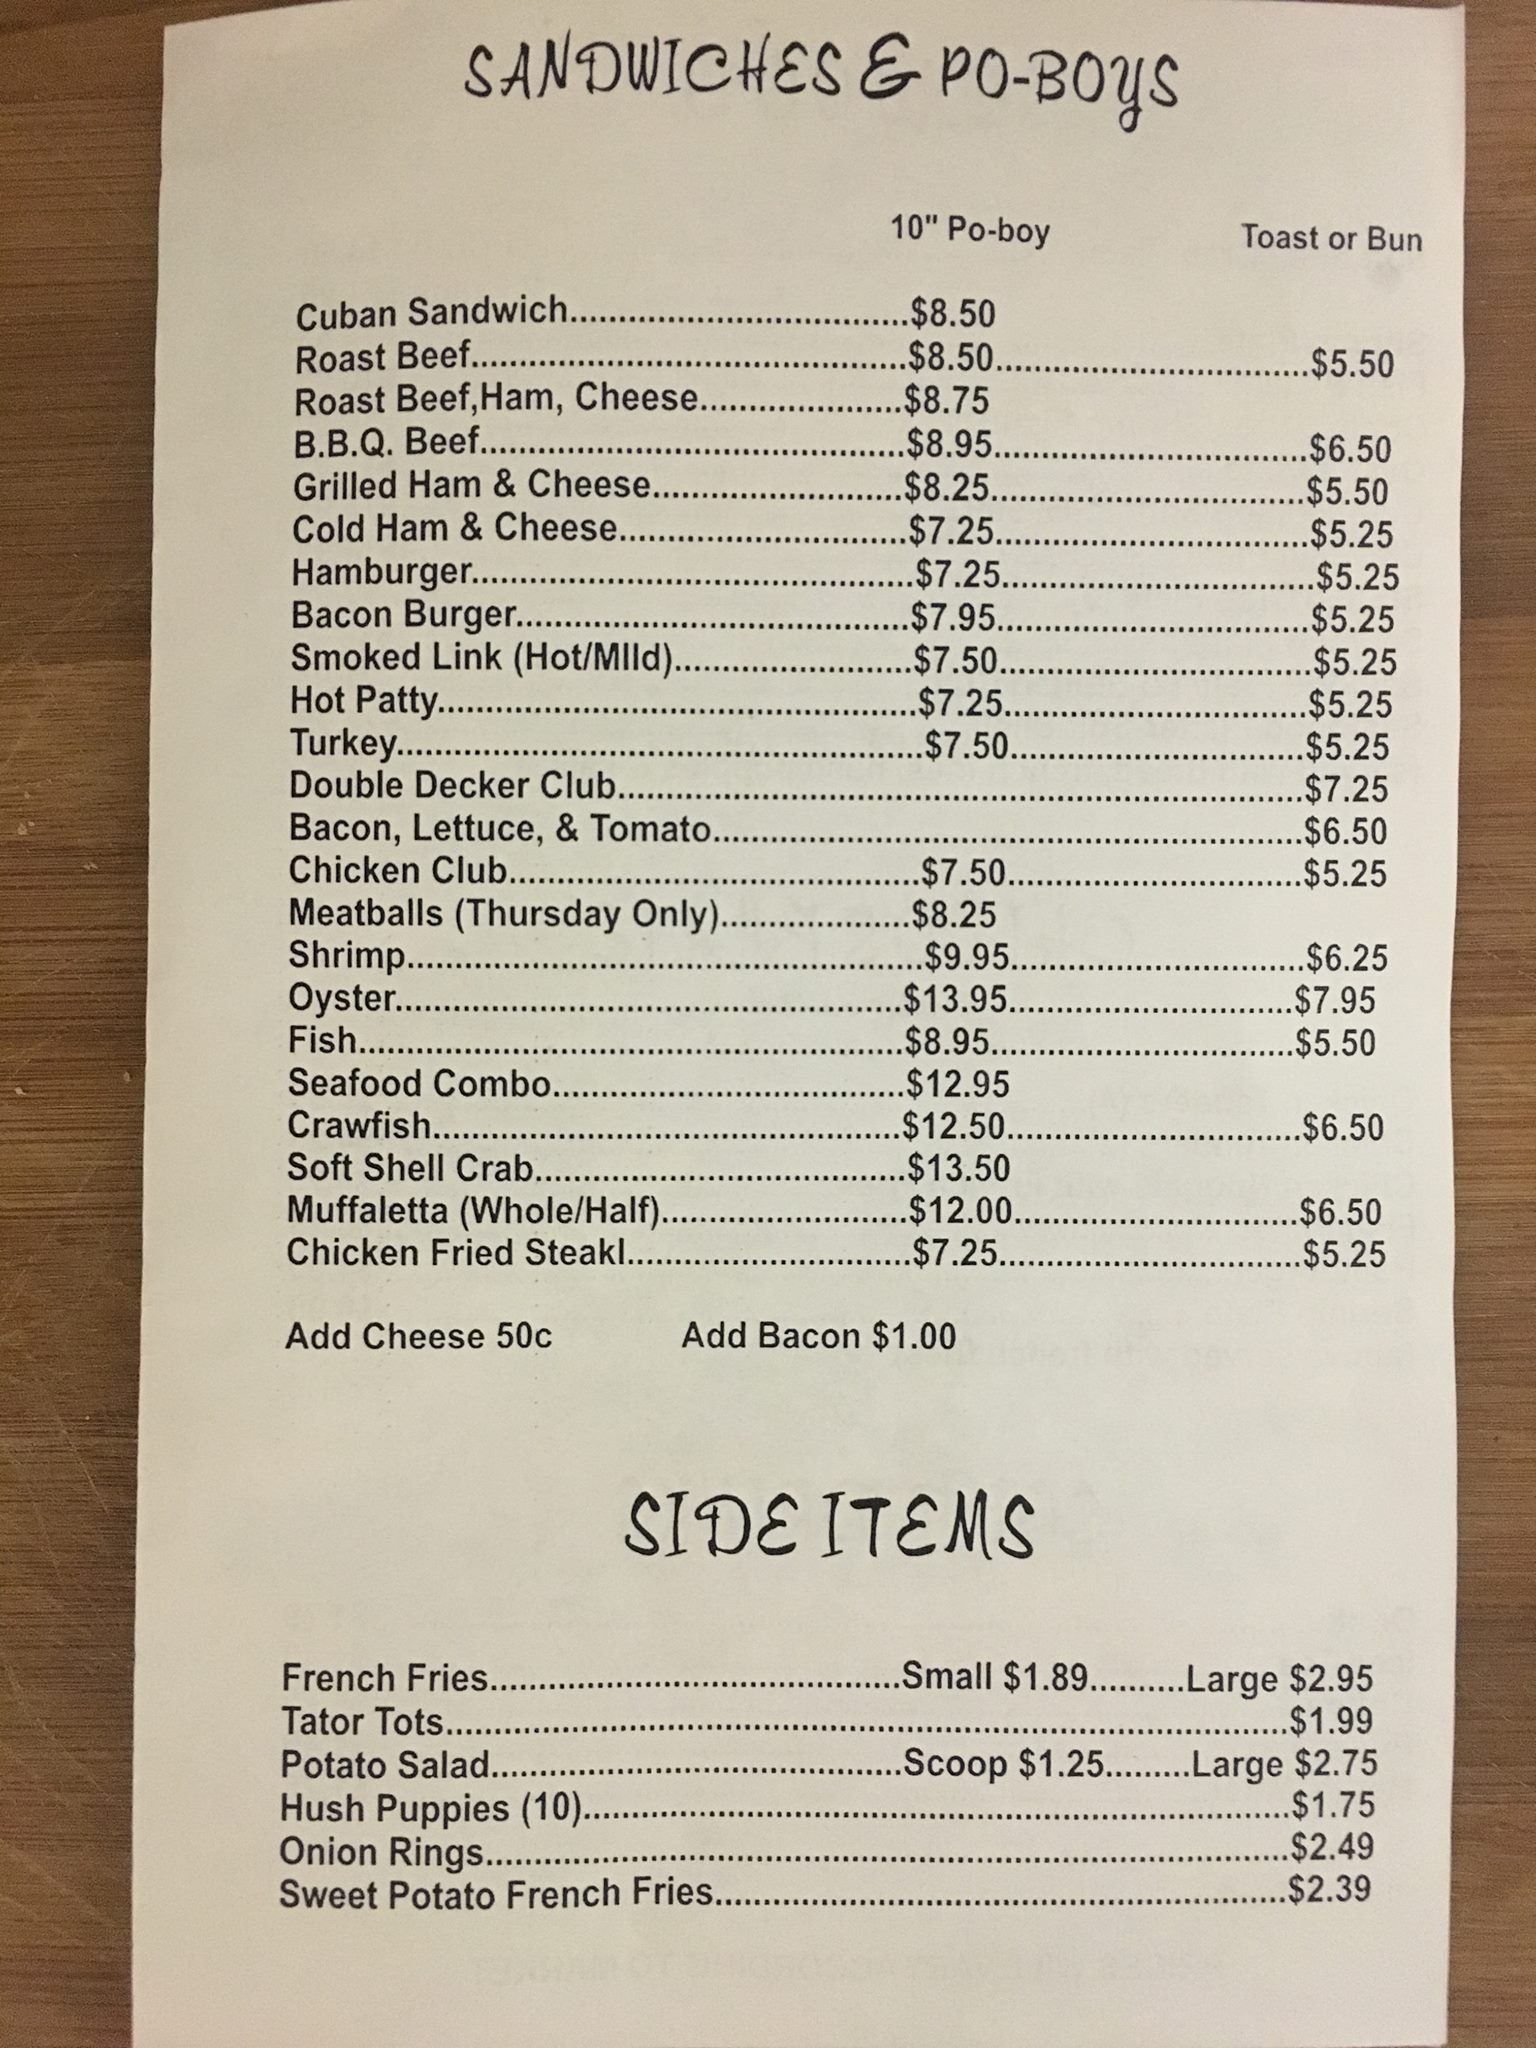 SANDWICHES & PO-BOYS
10" Po-boy Toast or Bun
Cuban Sandwich...................................$8.50
Roast Beef.............................................$8.50................................$5.50
Roast Beef,Ham, Cheese.....................$8.75
B.B.Q. Beef............................................$8.95................................$6.50
Grilled Ham & Cheese..........................$8.25................................$5.50
Cold Ham & Cheese..............................$7.25................................$5.25
Hamburger..............................................$7.25................................$5.25
Bacon Burger.........................................$7.95................................$5.25
Smoked Link (Hot/MIld)........................$7.50................................$5.25
Hot Patty.................................................$7.25...............................$5.25
Turkey......................................................$7.50..............................$5.25
Double Decker Club......................................................................$7.25
Bacon, Lettuce, & Tomato............................................................$6.50
Chicken Club..........................................$7.50..............................$5.25
Meatballs (Thursday Only)....................$8.25
Shrimp.....................................................$9.95..............................$6.25
Oyster....................................................$13.95.............................$7.95
Fish........................................................$8.95...............................$5.50
Seafood Combo....................................$12.95
Crawfish................................................$12.50..............................$6.50
Soft Shell Crab......................................$13.50
Muffaletta (Whole/Half).........................$12.00.............................$6.50
Chicken Fried Steakl.............................$7.25...............................$5.25
Add Cheese 50c Add Bacon $1.00
SIDE ITEMS
French Fries..........................................Small $1.89..........Large $2.95
Tator Tots......................................................................................$1.99
Potato Salad..........................................Scoop $1.25.........Large $2.75
Hush Puppies (10)........................................................................$1.75
Onion Rings..................................................................................$2.49
Sweet Potato French Fries..........................................................$2.39